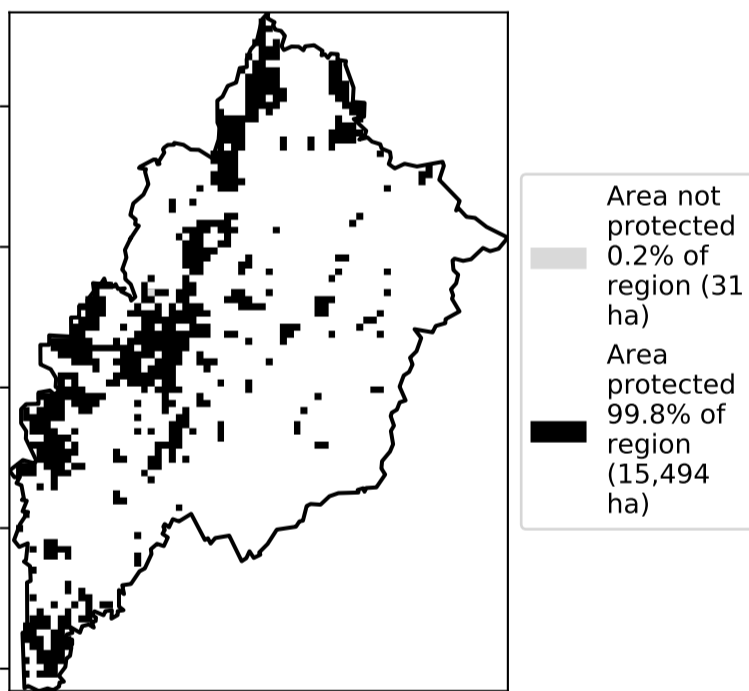 Area not
protected
0.2% of
region (31
ha)
Area
protected
99.8% of
region
(15,494
ha)